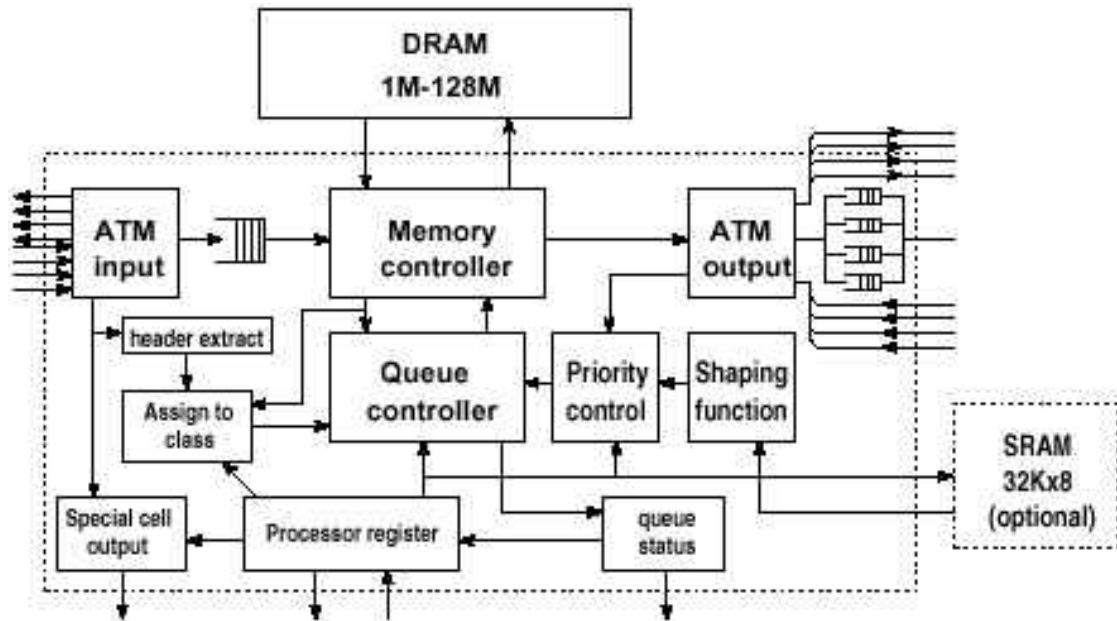 DRAM
1M-128M
ATM
input
Memory
controller
ATM
output
header extract
Queue
controller
Priority
control
Shaping
function
Assign to
class
SRAM
32Kx8
(optional)
Special cell
output
Processor register
queue
status